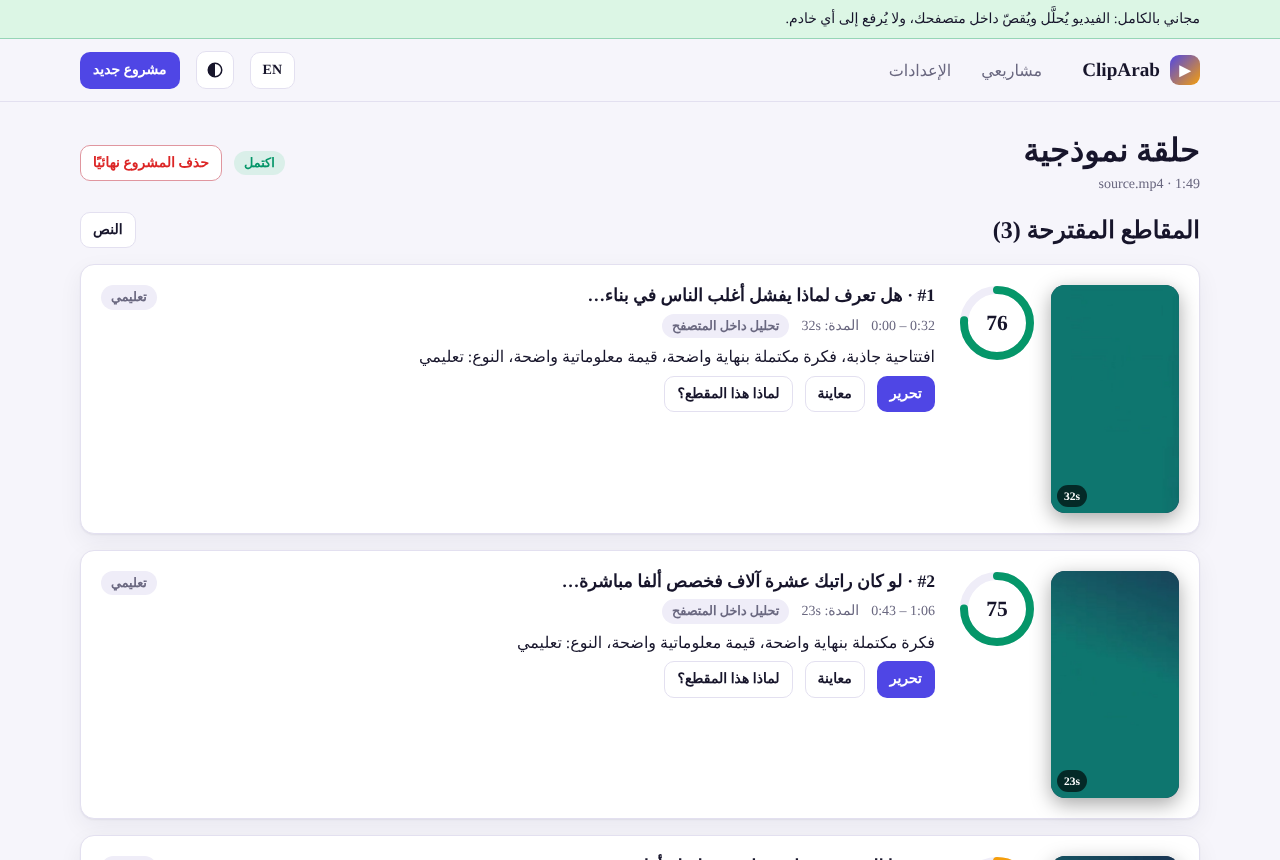 مجاني بالكامل: الفيديو يُحلَّل ويُقصّ داخل متصفحك، ولا يُرفع إلى أي خادم.
ClipArab مشاريعي الإعدادات EN مشروع جديد
حلقة نموذجية
اكتمل حذف المشروع نهائيًا
source.mp4 · 1:49
المقاطع المقترحة (3) النص
32s
76
#1 · هل تعرف لماذا يفشل أغلب الناس في بناء…
تعليمي
0:00 – 0:32 المدة: 32s تحليل داخل المتصفح
افتتاحية جاذبة، فكرة مكتملة بنهاية واضحة، قيمة معلوماتية واضحة، النوع: تعليمي
تحرير معاينة لماذا هذا المقطع؟
23s
75
#2 · لو كان راتبك عشرة آلاف فخصص ألفا مباشرة…
تعليمي
0:43 – 1:06 المدة: 23s تحليل داخل المتصفح
فكرة مكتملة بنهاية واضحة، قيمة معلوماتية واضحة، النوع: تعليمي
تحرير معاينة لماذا هذا المقطع؟